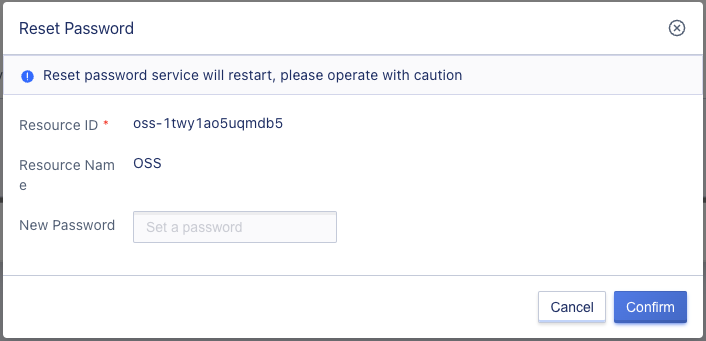 Reset Password
Reset password service will restart, please operate with caution
Resource ID *
oss-1twy1ao5uqmdb5
Resource Nam
e
OSS
New Password
Set a password
Cancel
Confirm